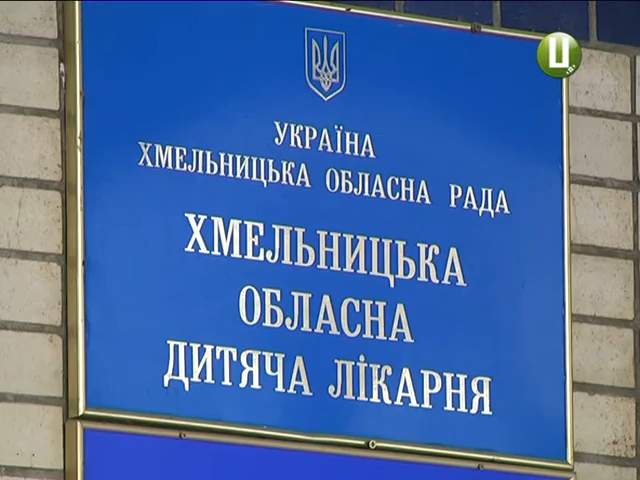 Ц
УКРАЇНА
ХМЕЛЬНИЦЬКА ОБЛАСНА РАДА
ХМЕЛЬНИЦЬКА
ОБЛАСНА
ДИТЯЧА ЛІКАРНЯ